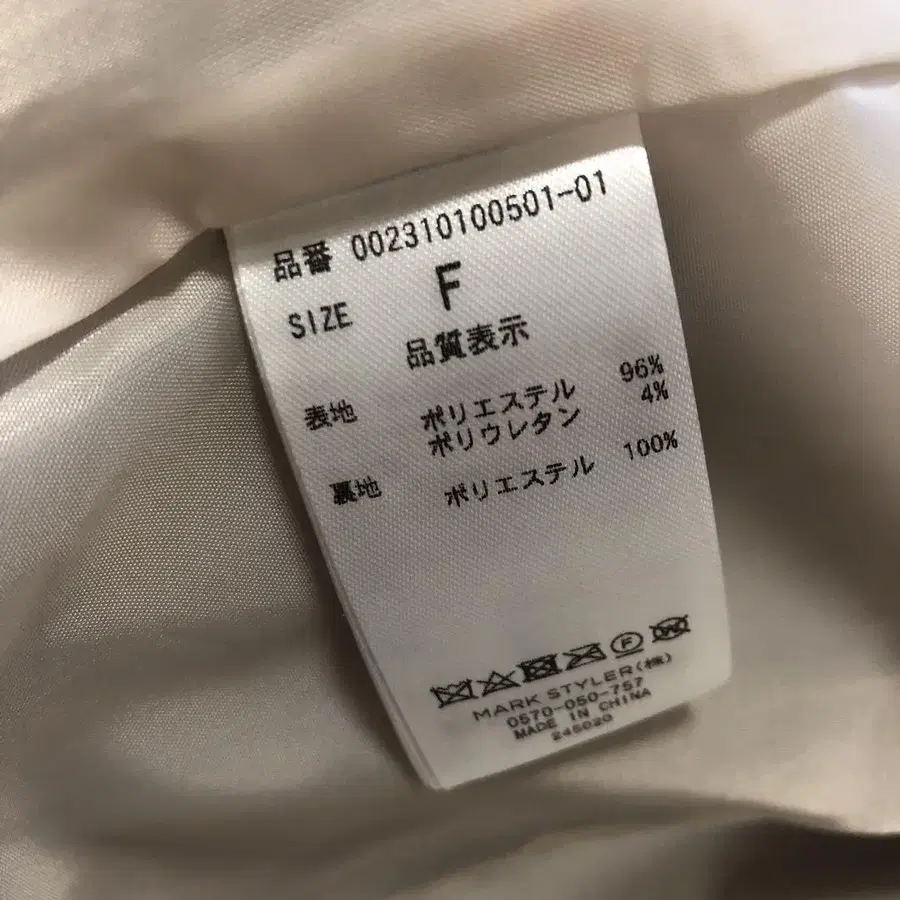 品番 002310100501-01
SIZE F
品質表示
表地 ポリエステル 96%
ポリウレタン 4%
裏地 ポリエステル 100%
MARK STYLER(株)
0570-050-757
MADE IN CHINA
245020